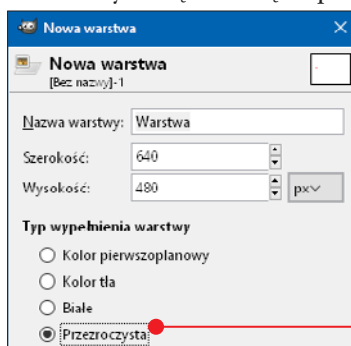 Nowa warstwa
Nowa warstwa
[Bez nazwy]-1
Nazwa warstwy: Warstwa
Szerokość: 640
Wysokość: 480 px
Typ wypełnienia warstwy
Kolor pierwszoplanowy
Kolor tła
Białe
Przezroczysta